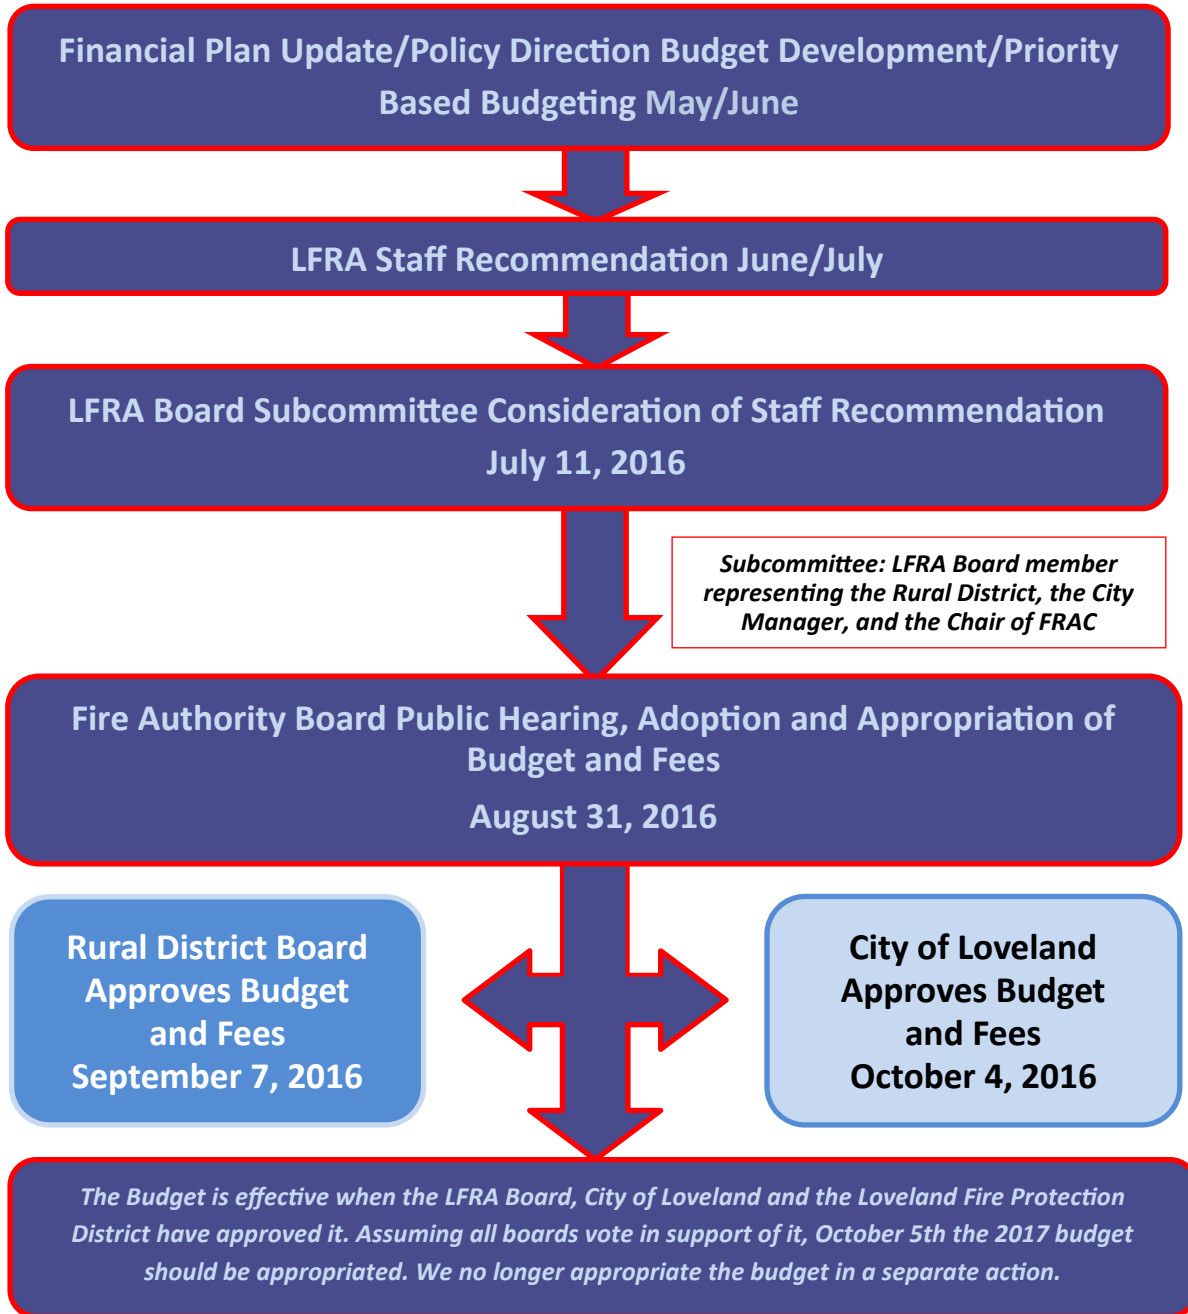 Financial Plan Update/Policy Direction Budget Development/Priority
Based Budgeting May/June
LFRA Staff Recommendation June/July
LFRA Board Subcommittee Consideration of Staff Recommendation
July 11, 2016
Subcommittee: LFRA Board member
representing the Rural District, the City
Manager, and the Chair of FRAC
Fire Authority Board Public Hearing, Adoption and Appropriation of
Budget and Fees
August 31, 2016
Rural District Board
Approves Budget
and Fees
September 7, 2016
City of Loveland
Approves Budget
and Fees
October 4, 2016
The Budget is effective when the LFRA Board, City of Loveland and the Loveland Fire Protection
District have approved it. Assuming all boards vote in support of it, October 5th the 2017 budget
should be appropriated. We no longer appropriate the budget in a separate action.